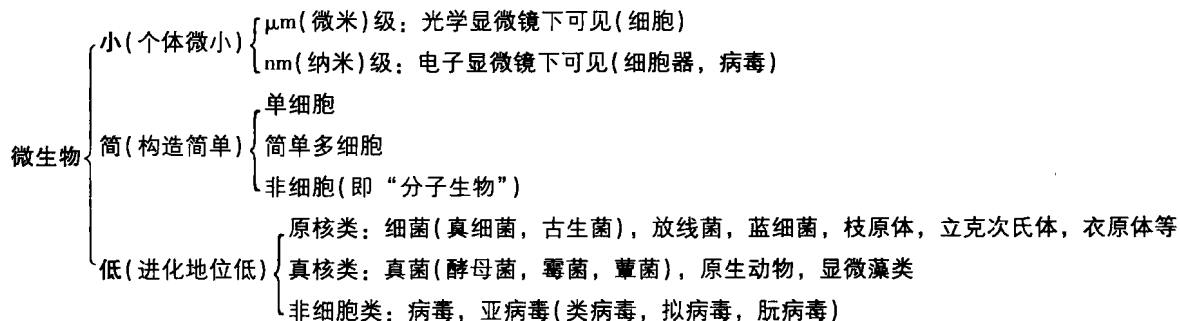 μm(微米)级：光学显微镜下可见(细胞)
小(个体微小)
nm(纳米)级：电子显微镜下可见(细胞器，病毒)
单细胞
微生物
简(构造简单)
简单多细胞
非细胞(即“分子生物”)
原核类：细菌(真细菌，古生菌)，放线菌，蓝细菌，枝原体，立克次氏体，衣原体等
低(进化地位低)
真核类：真菌(酵母菌，霉菌，蕈菌)，原生动物，显微藻类
非细胞类：病毒，亚病毒(类病毒，拟病毒，朊病毒)